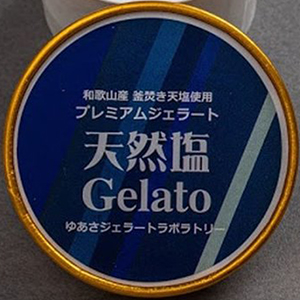 和歌山産 釜焚き天塩使用
プレミアムジェラート
天然塩
Gelato
ゆあさジェラートラボラトリー